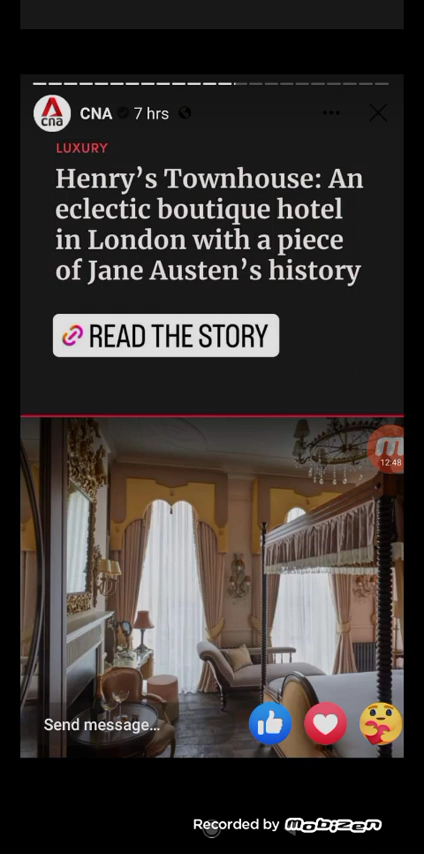 cna
CNA 7 hrs
LUXURY
Henry’s Townhouse: An
eclectic boutique hotel
in London with a piece
of Jane Austen’s history
READ THE STORY
12:48
Send message...
Recorded by mobizen